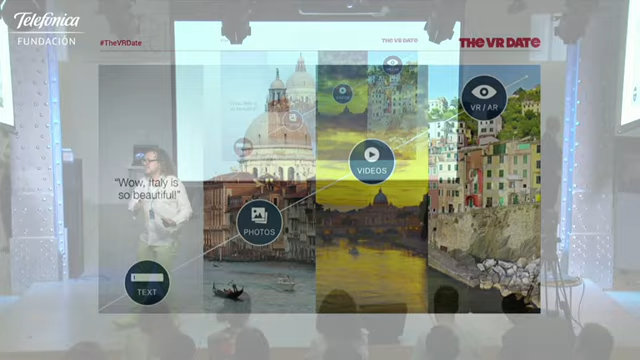 Telefónica
FUNDACIÓN
#TheVRDate
THE VR DATE
THE VR DATE
"Wow, Italy is
so beautiful!"
TEXT
PHOTOS
VIDEOS
VR / AR